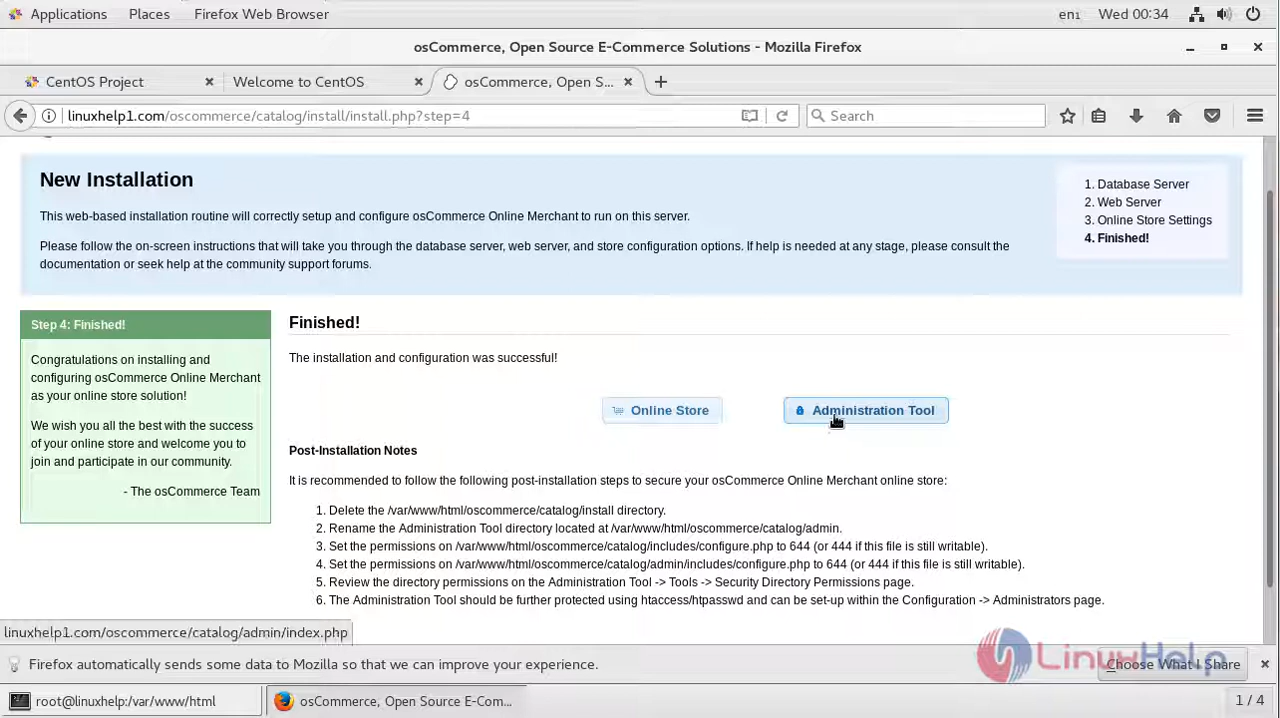 Applications Places Firefox Web Browser en1 Wed 00:34
osCommerce, Open Source E-Commerce Solutions - Mozilla Firefox
CentOS Project × Welcome to CentOS × osCommerce, Open S... ×
linuxhelp1.com/oscommerce/catalog/install/install.php?step=4 Search
New Installation
This web-based installation routine will correctly setup and configure osCommerce Online Merchant to run on this server.
Please follow the on-screen instructions that will take you through the database server, web server, and store configuration options. If help is needed at any stage, please consult the
documentation or seek help at the community support forums.
1. Database Server
2. Web Server
3. Online Store Settings
4. Finished!
Step 4: Finished!
Congratulations on installing and
configuring osCommerce Online Merchant
as your online store solution!
We wish you all the best with the success
of your online store and welcome you to
join and participate in our community.
- The osCommerce Team
Finished!
The installation and configuration was successful!
Online Store Administration Tool
Post-Installation Notes
It is recommended to follow the following post-installation steps to secure your osCommerce Online Merchant online store:
1. Delete the /var/www/html/oscommerce/catalog/install directory.
2. Rename the Administration Tool directory located at /var/www/html/oscommerce/catalog/admin.
3. Set the permissions on /var/www/html/oscommerce/catalog/includes/configure.php to 644 (or 444 if this file is still writable).
4. Set the permissions on /var/www/html/oscommerce/catalog/admin/includes/configure.php to 644 (or 444 if this file is still writable).
5. Review the directory permissions on the Administration Tool -> Tools -> Security Directory Permissions page.
6. The Administration Tool should be further protected using htaccess/htpasswd and can be set-up within the Configuration -> Administrators page.
linuxhelp1.com/oscommerce/catalog/admin/index.php
Firefox automatically sends some data to Mozilla so that we can improve your experience. Choose What I Share
LinuxHelp
root@linuxhelp:/var/www/html osCommerce, Open Source E-Com... 1 / 4